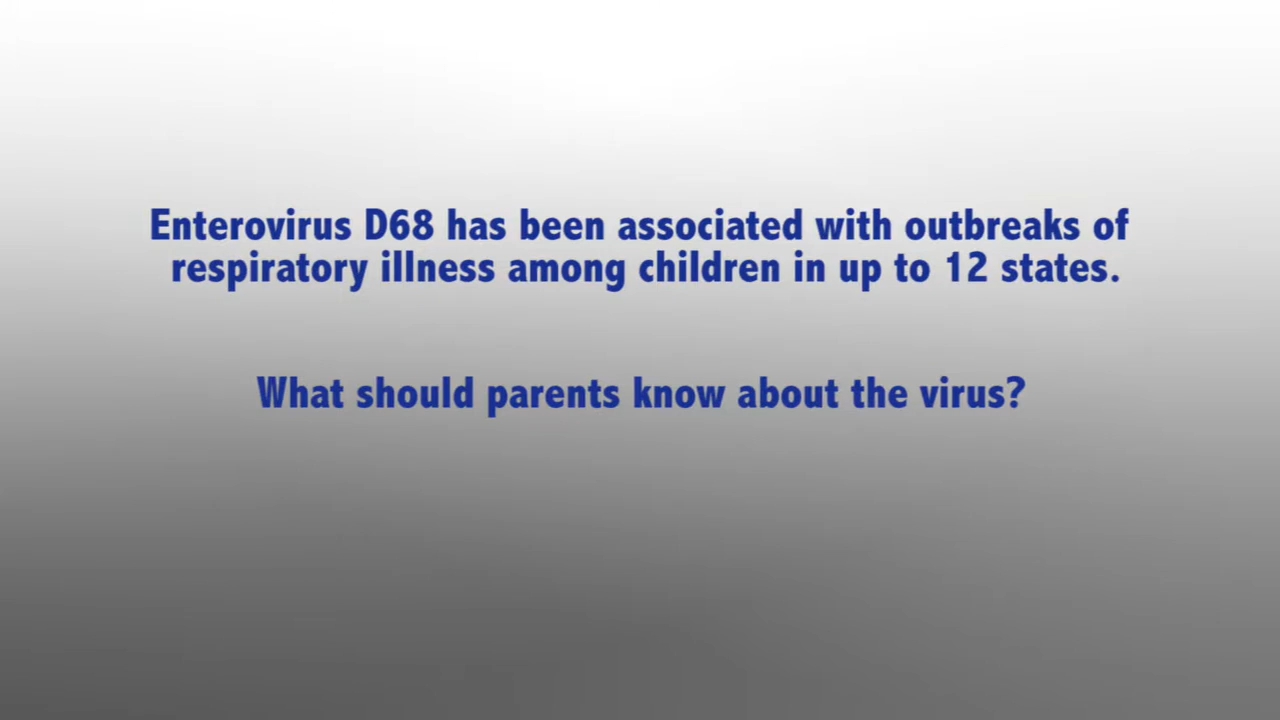 Enterovirus D68 has been associated with outbreaks of
respiratory illness among children in up to 12 states.
What should parents know about the virus?